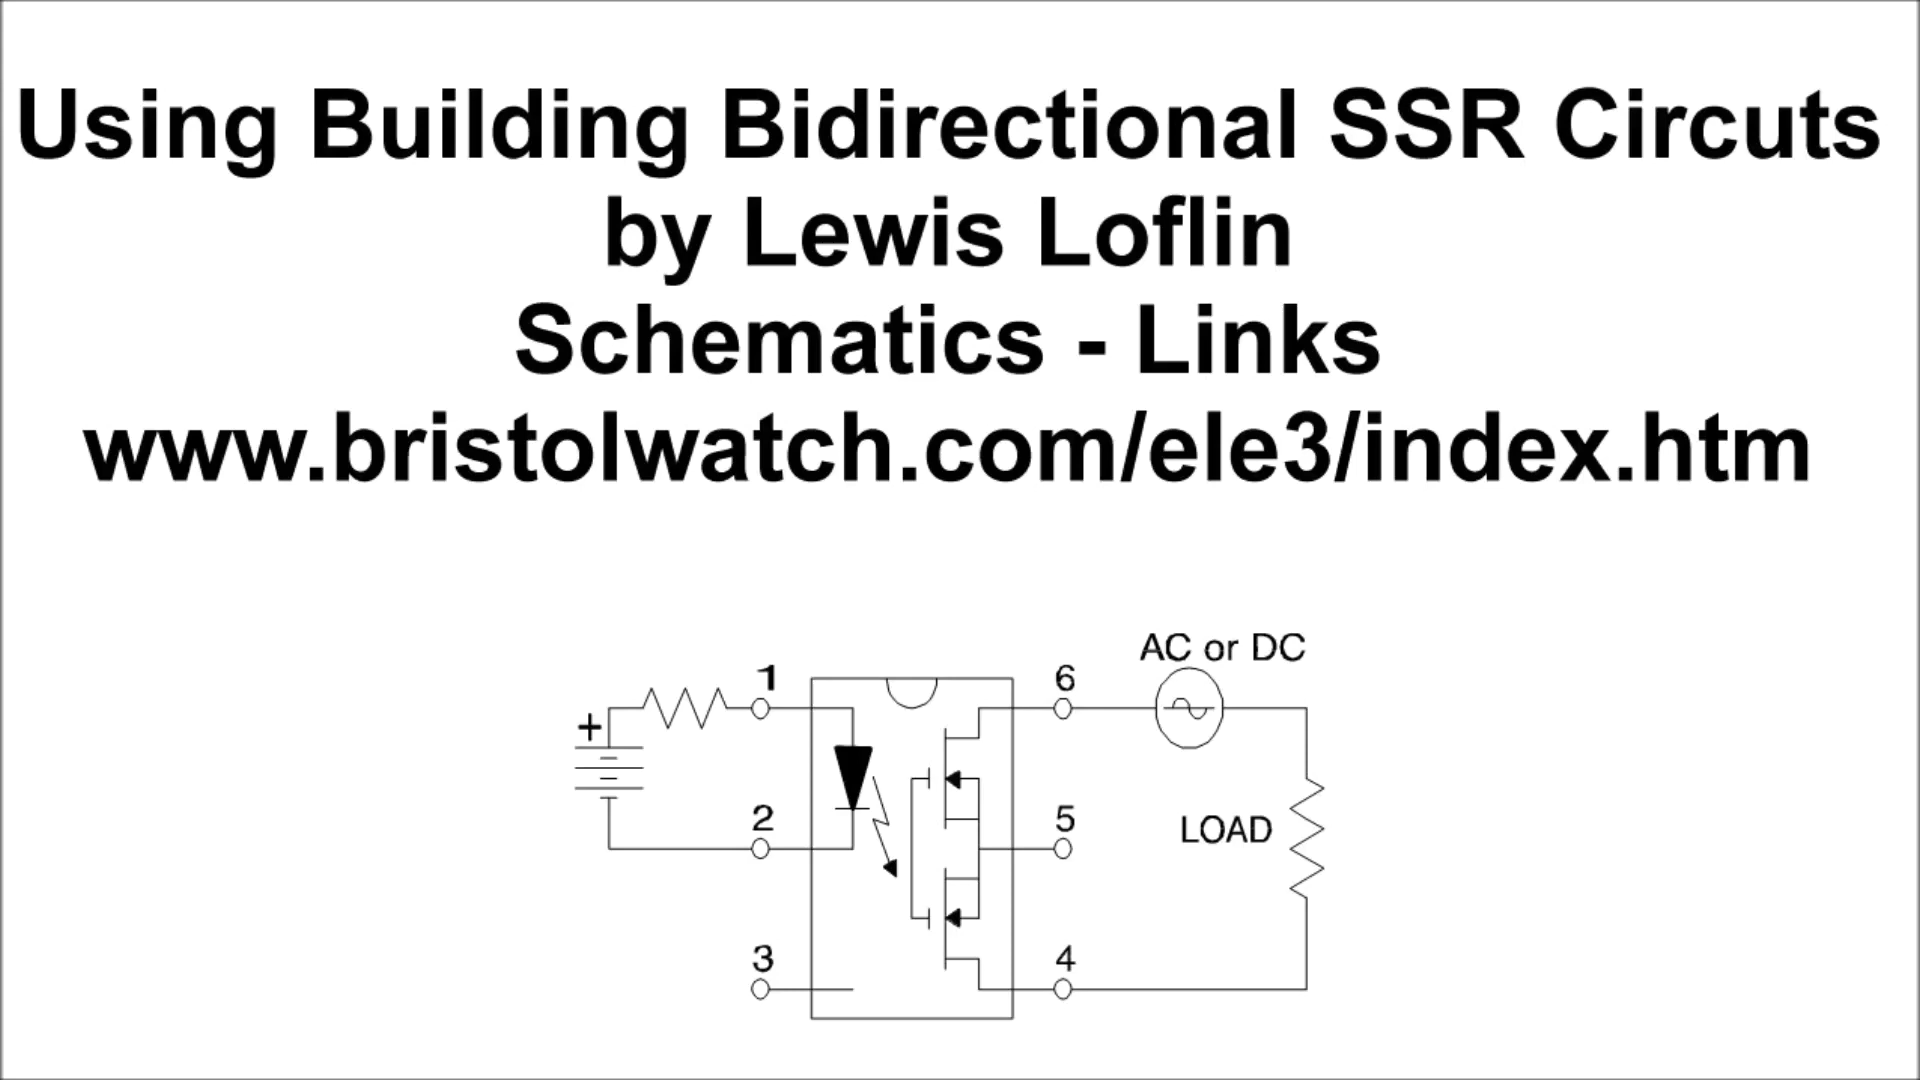 Using Building Bidirectional SSR Circuts
by Lewis Loflin
Schematics - Links
www.bristolwatch.com/ele3/index.htm
AC or DC
1
6
+
2
5
LOAD
3
4